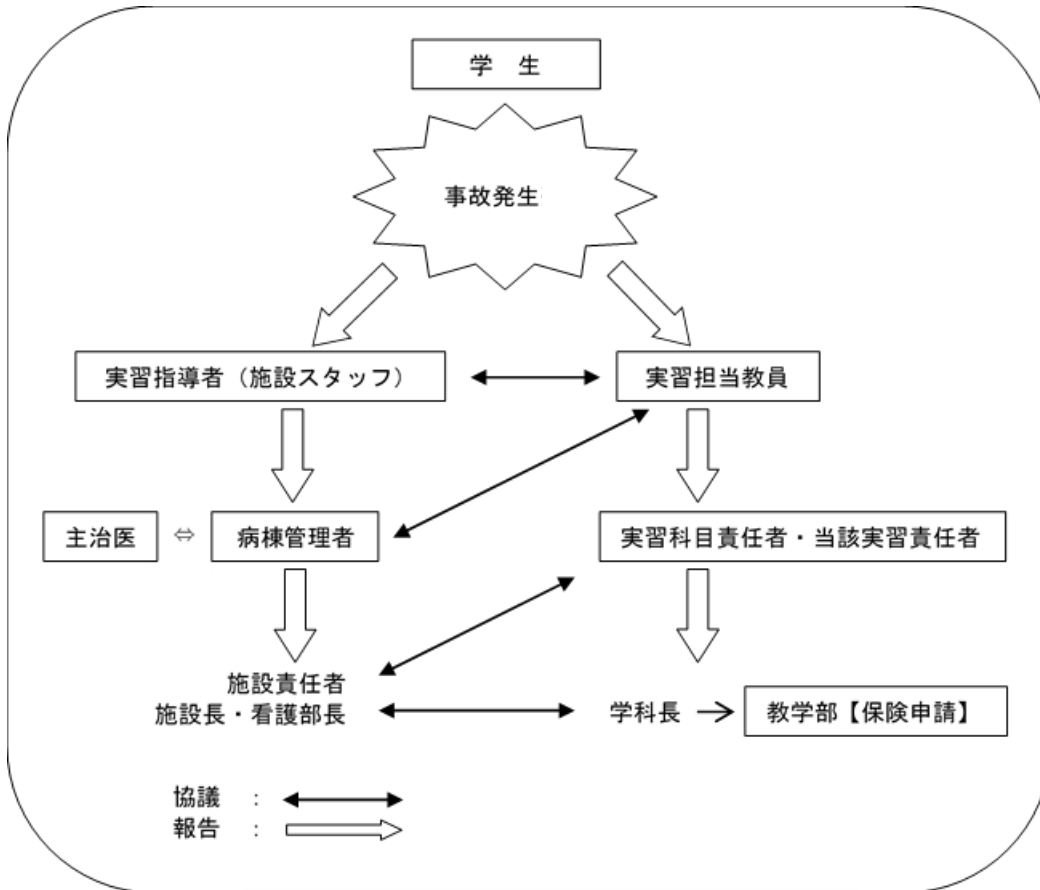 学 生
事故発生
実習指導者（施設スタッフ）
実習担当教員
主治医 ⇔ 病棟管理者
実習科目責任者・当該実習責任者
施設責任者
施設長・看護部長
学科長
教学部【保険申請】
協議 ：
報告 ：